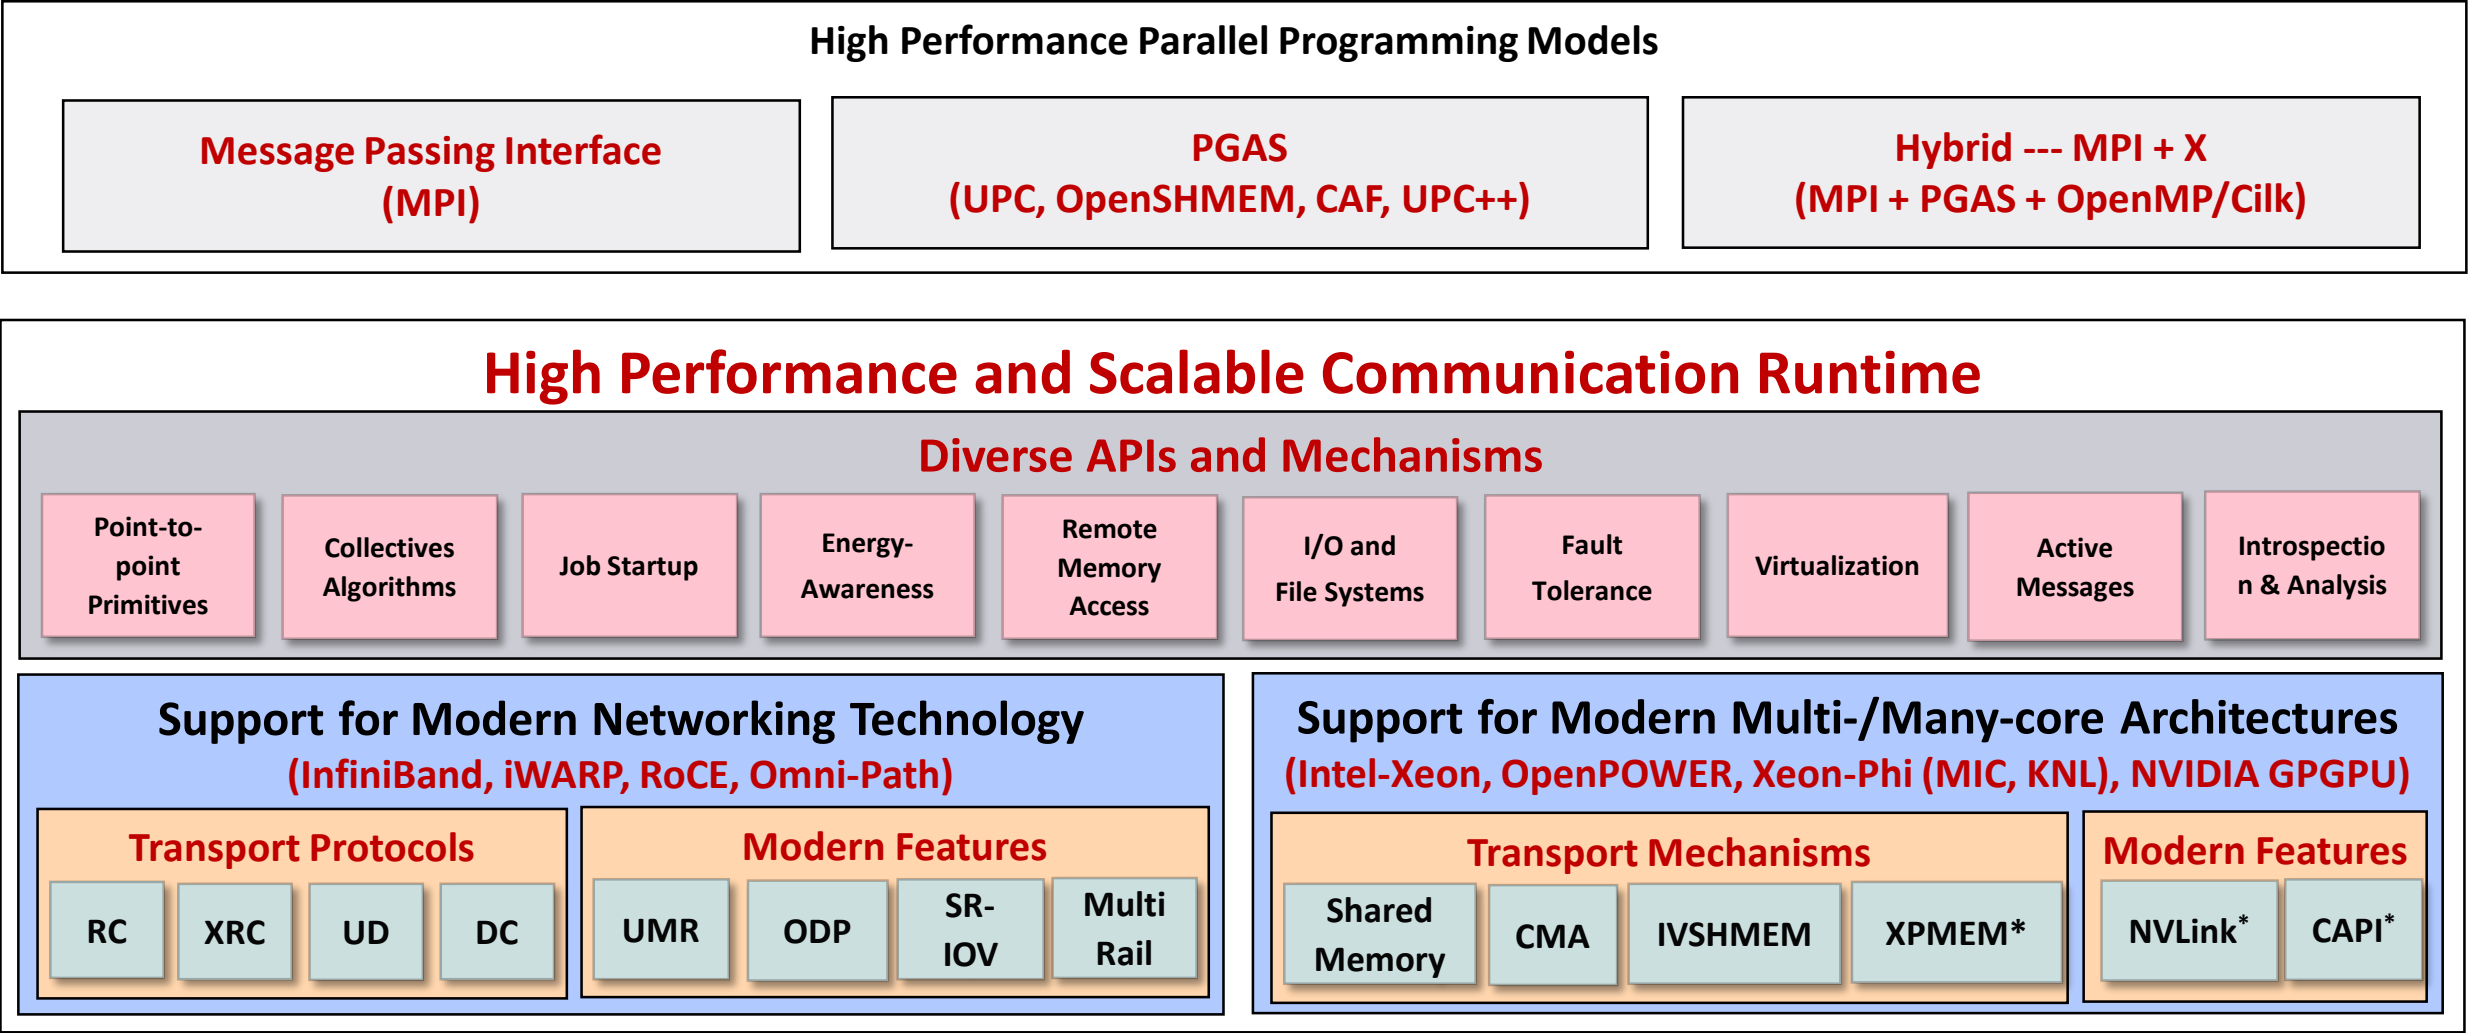 High Performance Parallel Programming Models
Message Passing Interface
(MPI)
PGAS
(UPC, OpenSHMEM, CAF, UPC++)
Hybrid --- MPI + X
(MPI + PGAS + OpenMP/Cilk)
High Performance and Scalable Communication Runtime
Diverse APIs and Mechanisms
Point-to-
point
Primitives
Collectives
Algorithms
Job Startup
Energy-
Awareness
Remote
Memory
Access
I/O and
File Systems
Fault
Tolerance
Virtualization
Active
Messages
Introspectio
n & Analysis
Support for Modern Networking Technology
(InfiniBand, iWARP, RoCE, Omni-Path)
Transport Protocols
RC
XRC
UD
DC
Modern Features
UMR
ODP
SR-
IOV
Multi
Rail
Support for Modern Multi-/Many-core Architectures
(Intel-Xeon, OpenPOWER, Xeon-Phi (MIC, KNL), NVIDIA GPGPU)
Transport Mechanisms
Shared
Memory
CMA
IVSHMEM
XPMEM*
Modern Features
NVLink*
CAPI*